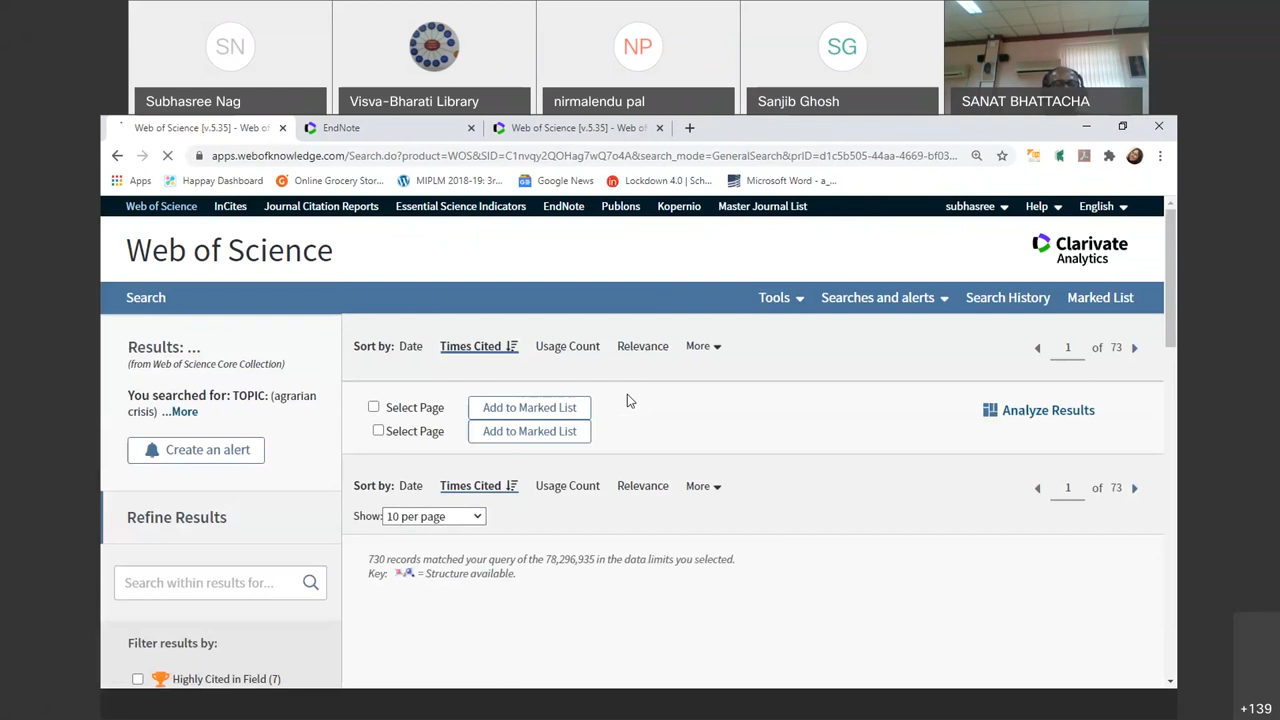 SN
NP
SG
Subhasree Nag
Visva-Bharati Library
nirmalendu pal
Sanjib Ghosh
SANAT BHATTACHA
Web of Science [v.5.35] - Web of
EndNote
Web of Science [v.5.35] - Web of
apps.webofknowledge.com/Search.do?product=WOS&SID=C1nvqy2QOHag7wQ7o4A&search_mode=GeneralSearch&prID=d1c5b505-44aa-4669-bf03...
Apps
Happay Dashboard
Online Grocery Stor...
MIPLM 2018-19: 3r...
Google News
Lockdown 4.0 | Sch...
Microsoft Word - a_...
Web of Science
InCites
Journal Citation Reports
Essential Science Indicators
EndNote
Publons
Kopernio
Master Journal List
subhasree
Help
English
Web of Science
Clarivate
Analytics
Search
Tools
Searches and alerts
Search History
Marked List
Results: ...
(from Web of Science Core Collection)
You searched for: TOPIC: (agrarian
crisis) ...More
Create an alert
Refine Results
Search within results for...
Filter results by:
Highly Cited in Field (7)
Sort by: Date Times Cited Usage Count Relevance More
1 of 73
Select Page Add to Marked List
Select Page Add to Marked List
Analyze Results
Sort by: Date Times Cited Usage Count Relevance More
1 of 73
Show: 10 per page
730 records matched your query of the 78,296,935 in the data limits you selected.
Key: = Structure available.
+139